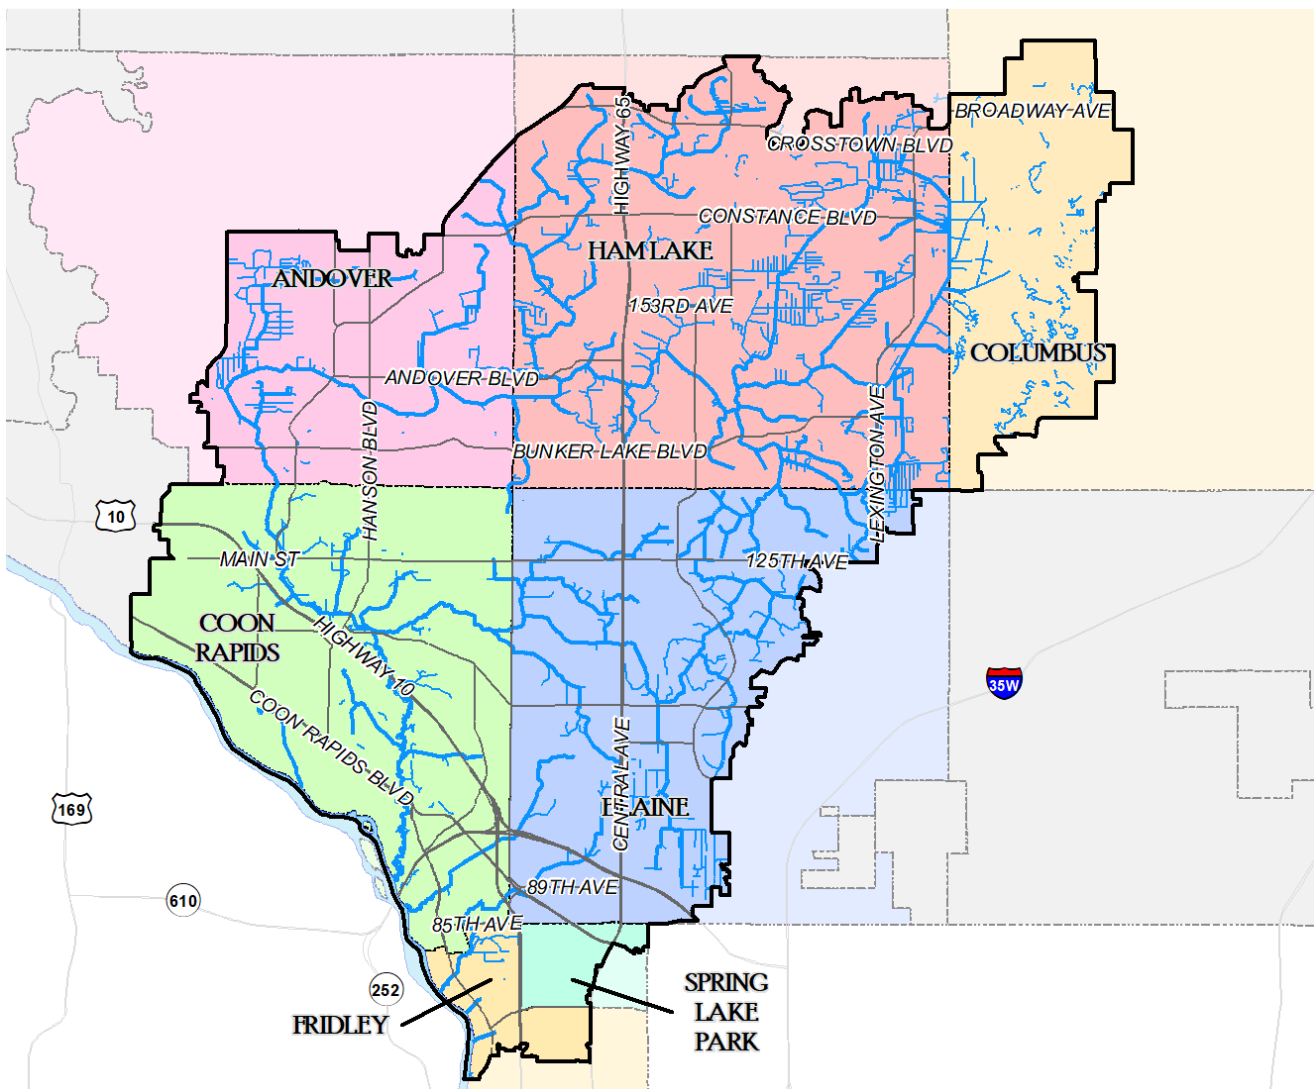 BROADWAY AVE
HIGHWAY 65
CROSSTOWN BLVD
CONSTANCE BLVD
HAM LAKE
ANDOVER
153RD AVE
COLUMBUS
ANDOVER BLVD
LEXINGTON AVE
HANSON BLVD
BUNKER LAKE BLVD
10
MAIN ST
125TH AVE
COON
RAPIDS
HIGHWAY 10
35W
COON RAPIDS BLVD
CENTRAL AVE
BLAINE
169
89TH AVE
610
85TH AVE
252
SPRING
LAKE
PARK
FRIDLEY